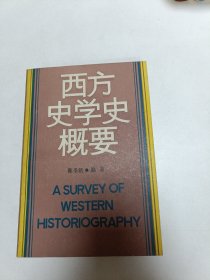 西方
史学史
概要
A SURVEY OF
WESTERN
HISTORIOGRAPHY